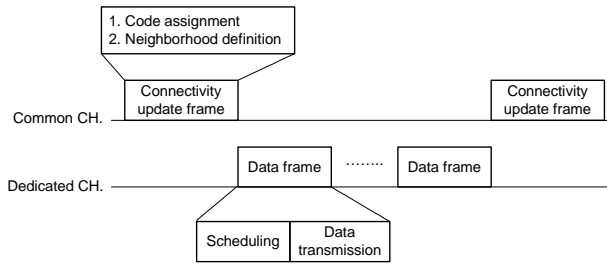 1. Code assignment
2. Neighborhood definition
Connectivity
update frame
Connectivity
update frame
Common CH.
Data frame
........
Data frame
Dedicated CH.
Scheduling
Data
transmission